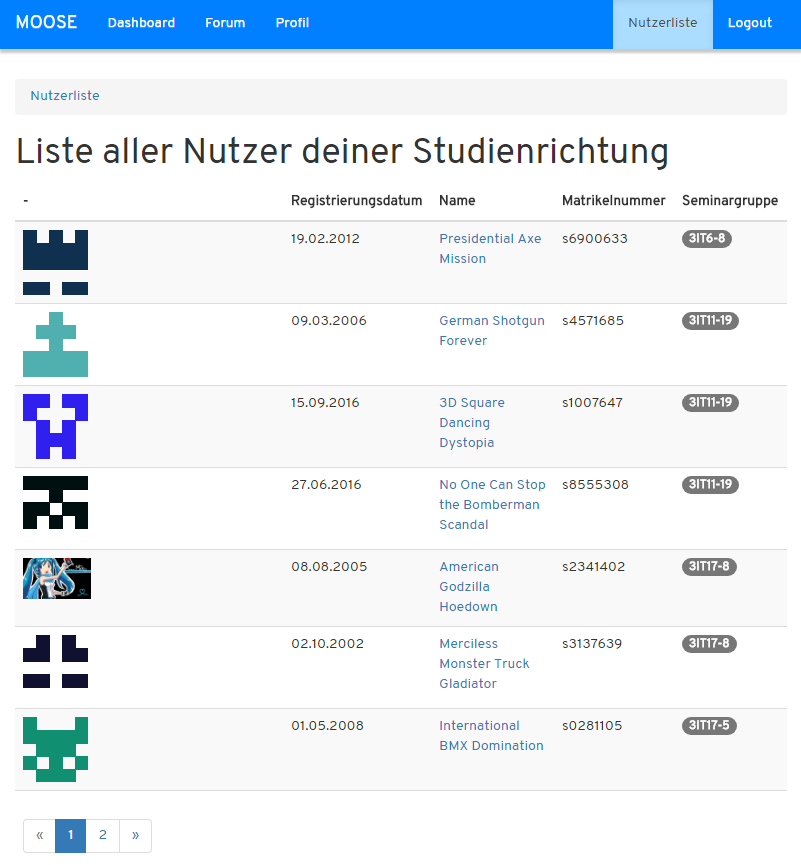 MOOSE Dashboard Forum Profil Nutzerliste Logout
Nutzerliste
Liste aller Nutzer deiner Studienrichtung
- Registrierungsdatum Name Matrikelnummer Seminargruppe
19.02.2012 Presidential Axe s6900633 3IT6-8
Mission
09.03.2006 German Shotgun s4571685 3IT11-19
Forever
15.09.2016 3D Square s1007647 3IT11-19
Dancing
Dystopia
27.06.2016 No One Can Stop s8555308 3IT11-19
the Bomberman
Scandal
08.08.2005 American s2341402 3IT17-8
Godzilla
Hoedown
02.10.2002 Merciless s3137639 3IT17-8
Monster Truck
Gladiator
01.05.2008 International s0281105 3IT17-5
BMX Domination
« 1 2 »